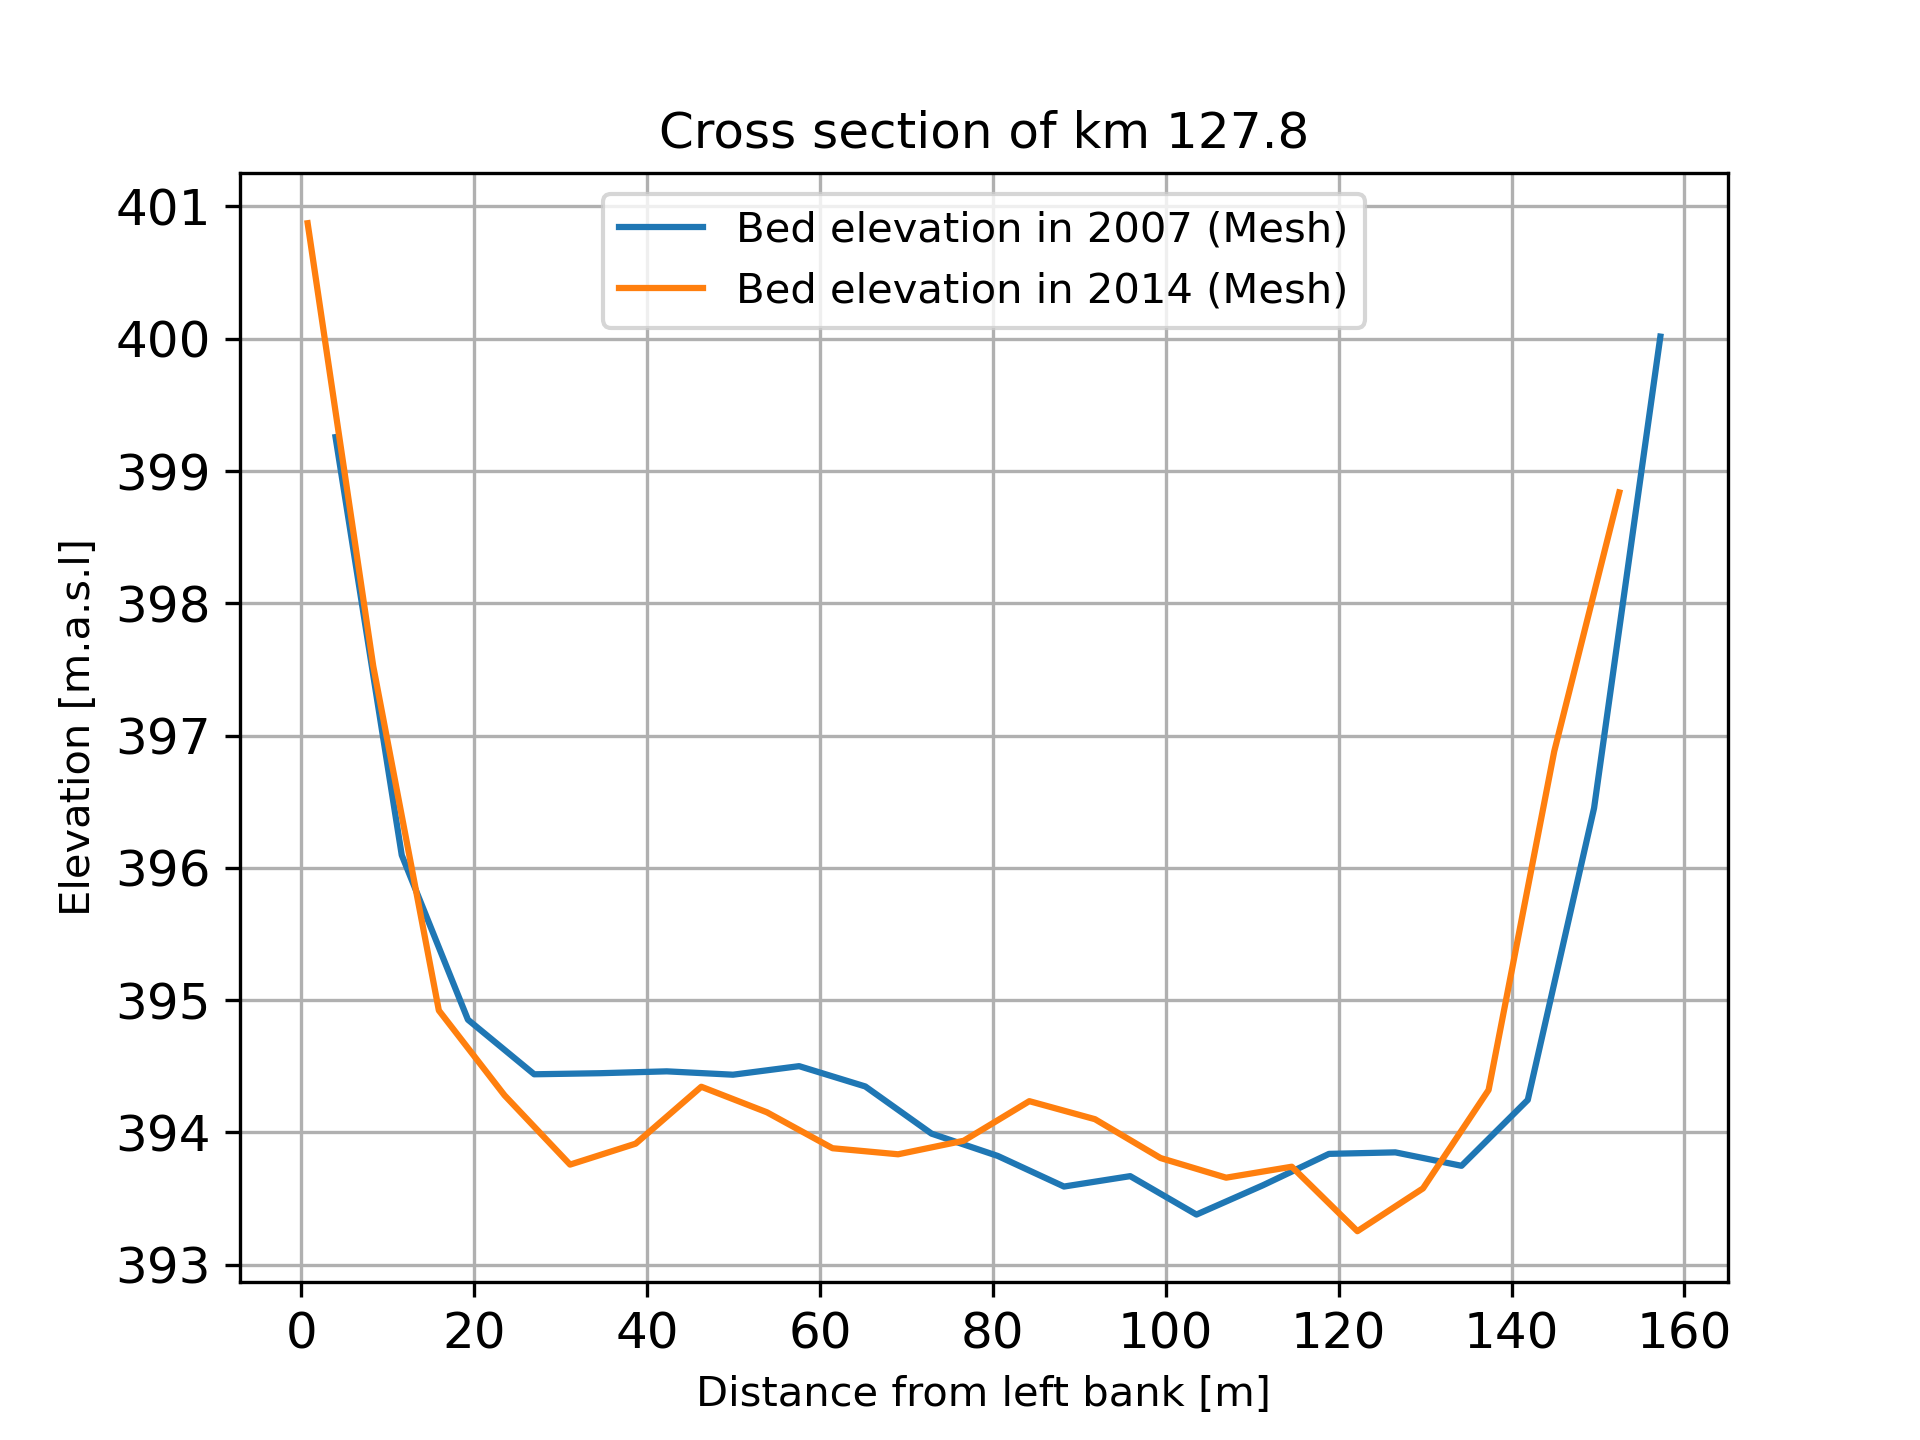 Cross section of km 127.8
Bed elevation in 2007 (Mesh)
Bed elevation in 2014 (Mesh)
401
400
399
398
397
396
395
394
393
Elevation [m.a.s.l]
0 20 40 60 80 100 120 140 160
Distance from left bank [m]